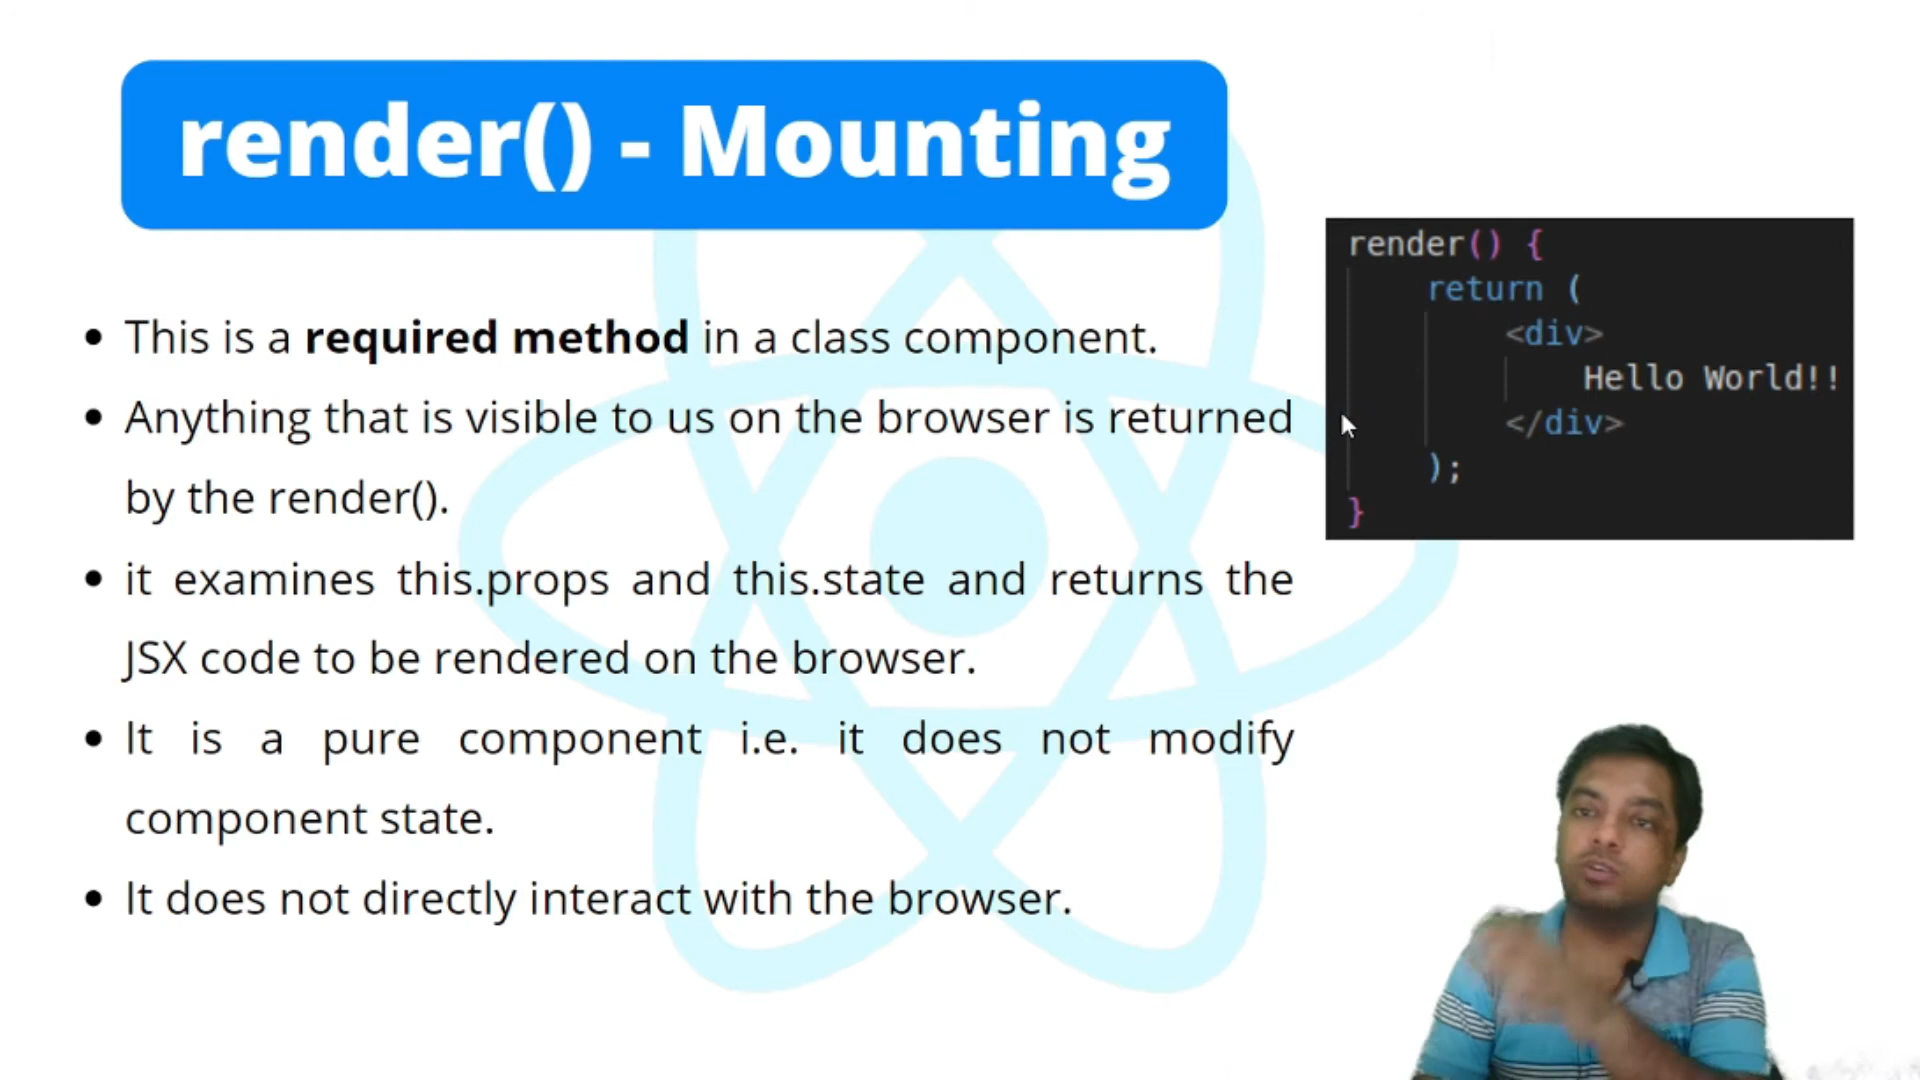 render() - Mounting
• This is a required method in a class component.
• Anything that is visible to us on the browser is returned
by the render().
• it examines this.props and this.state and returns the
JSX code to be rendered on the browser.
• It is a pure component i.e. it does not modify
component state.
• It does not directly interact with the browser.
render() {
return (
<div>
Hello World!!
</div>
);
}